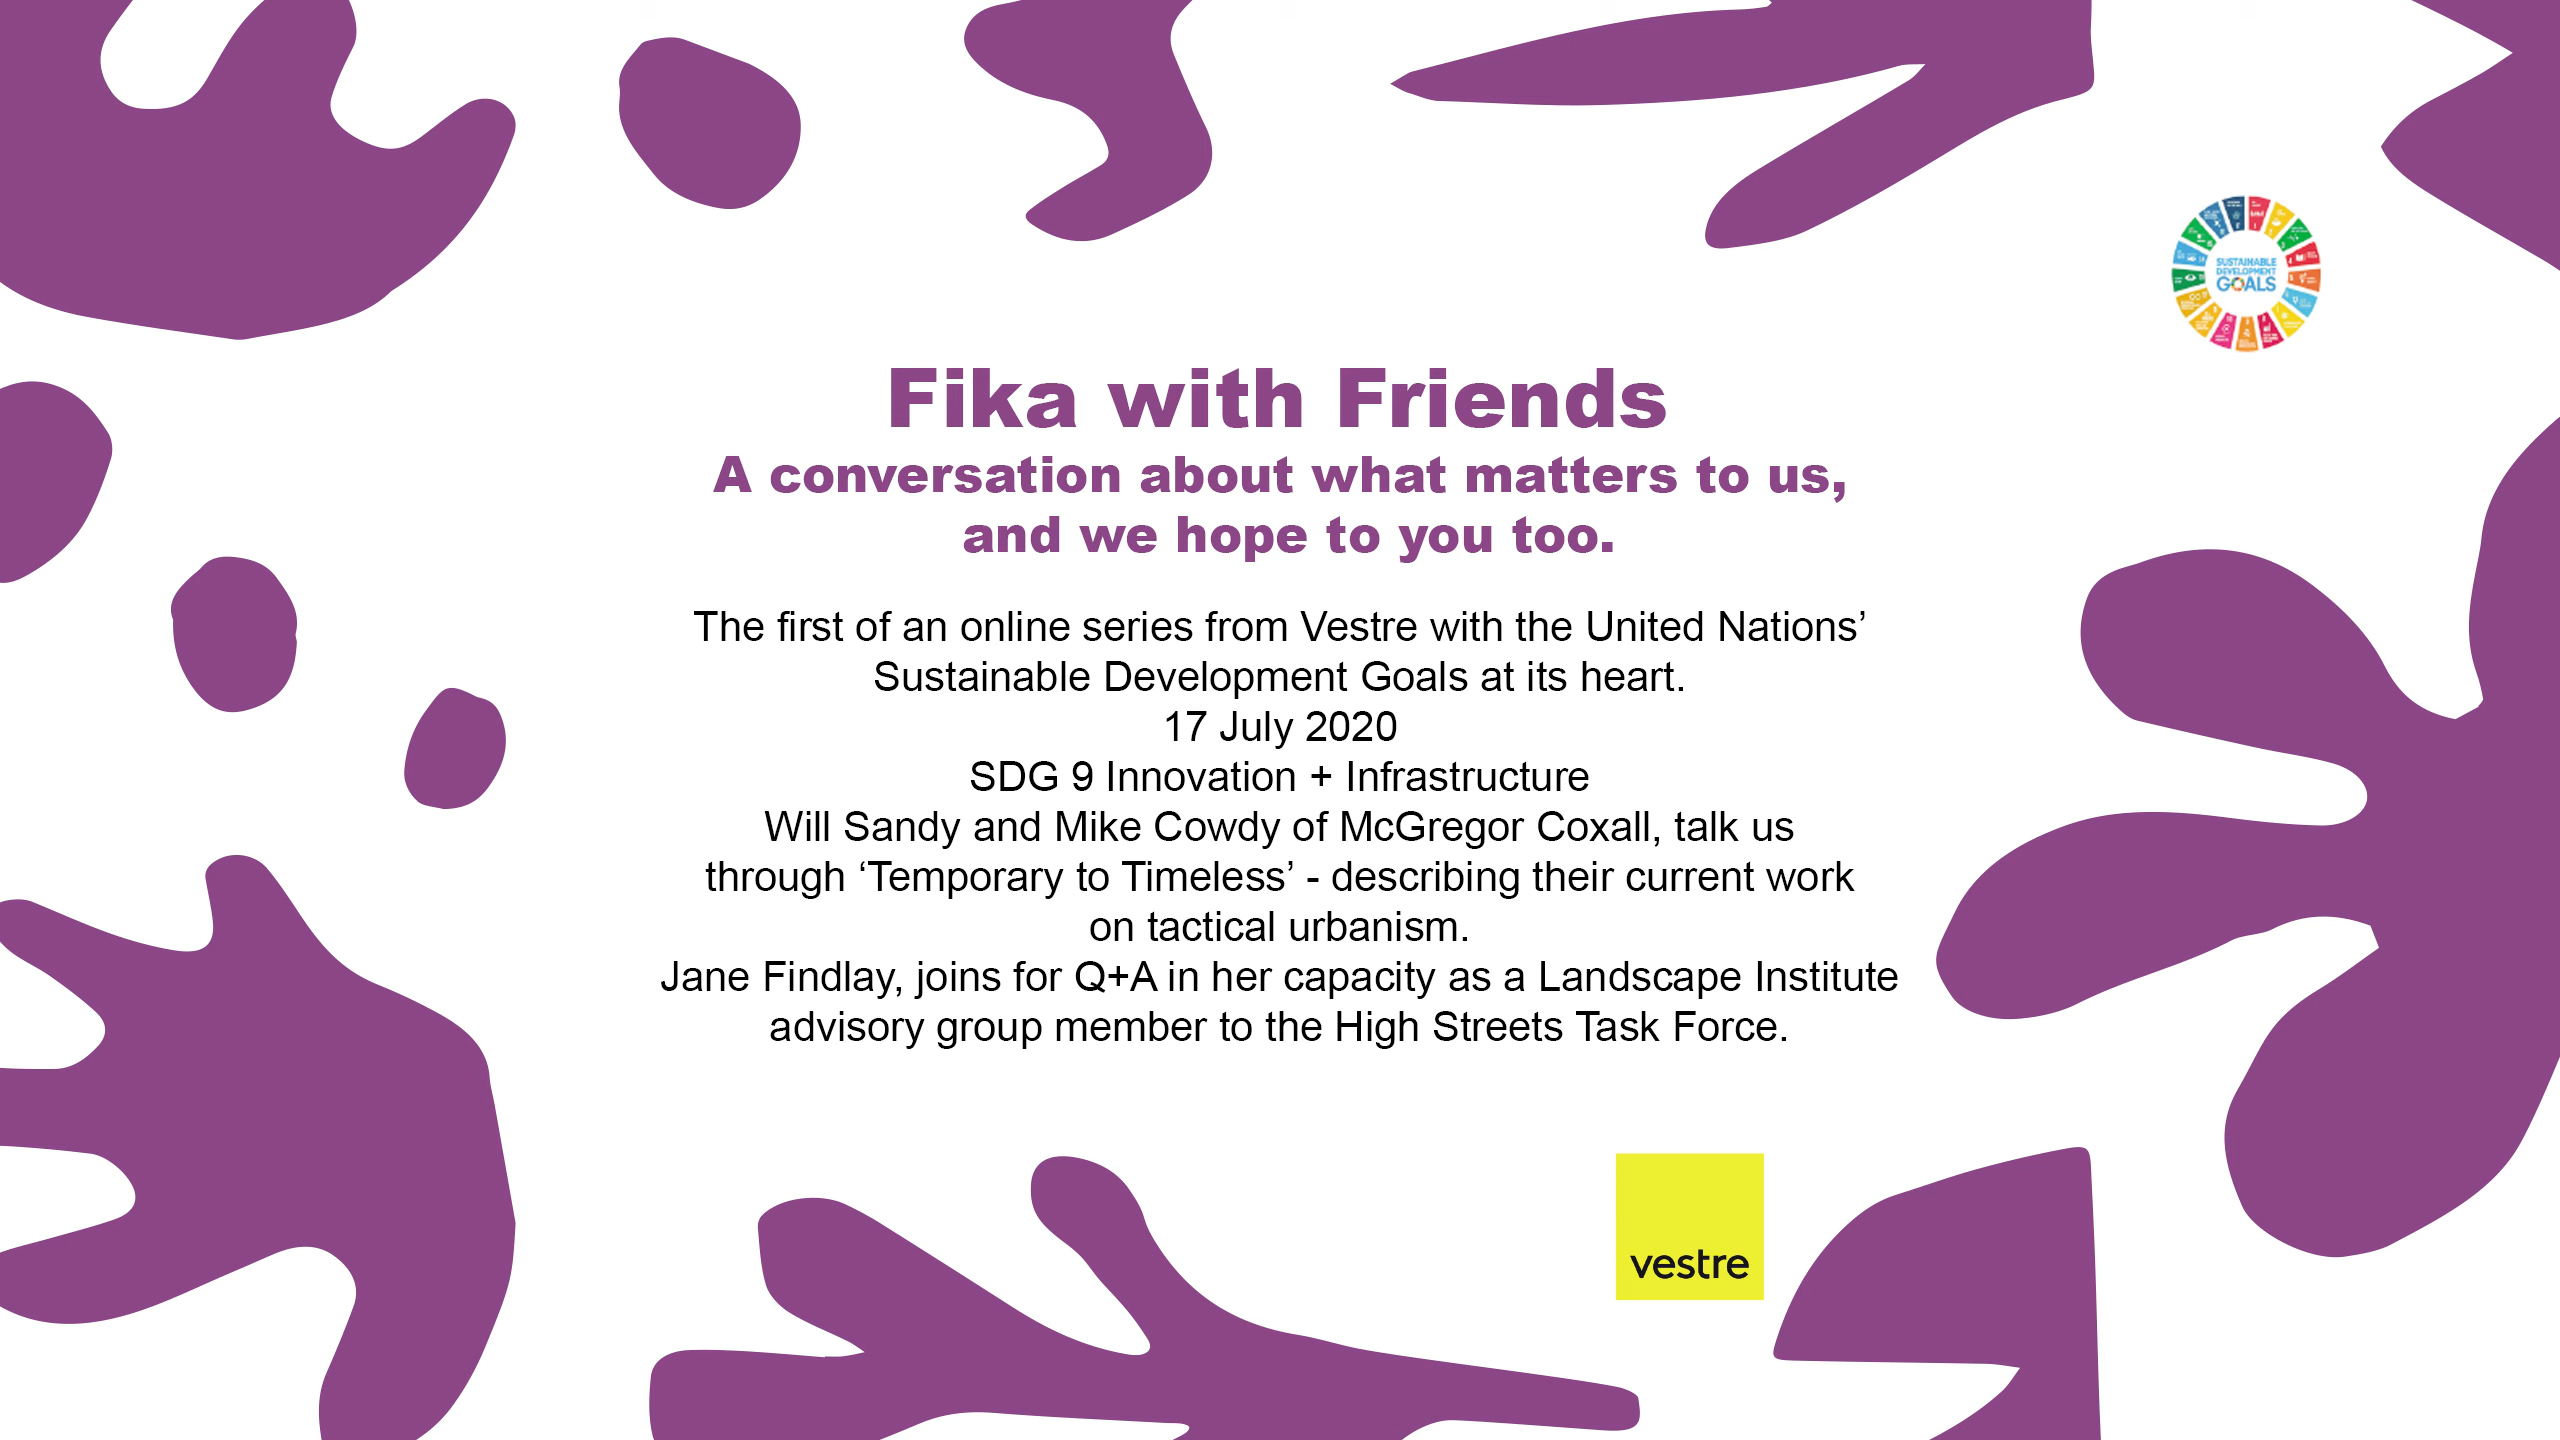 SUSTAINABLE
DEVELOPMENT
GOALS
Fika with Friends
A conversation about what matters to us,
and we hope to you too.
The first of an online series from Vestre with the United Nations’
Sustainable Development Goals at its heart.
17 July 2020
SDG 9 Innovation + Infrastructure
Will Sandy and Mike Cowdy of McGregor Coxall, talk us
through ‘Temporary to Timeless’ - describing their current work
on tactical urbanism.
Jane Findlay, joins for Q+A in her capacity as a Landscape Institute
advisory group member to the High Streets Task Force.
vestre